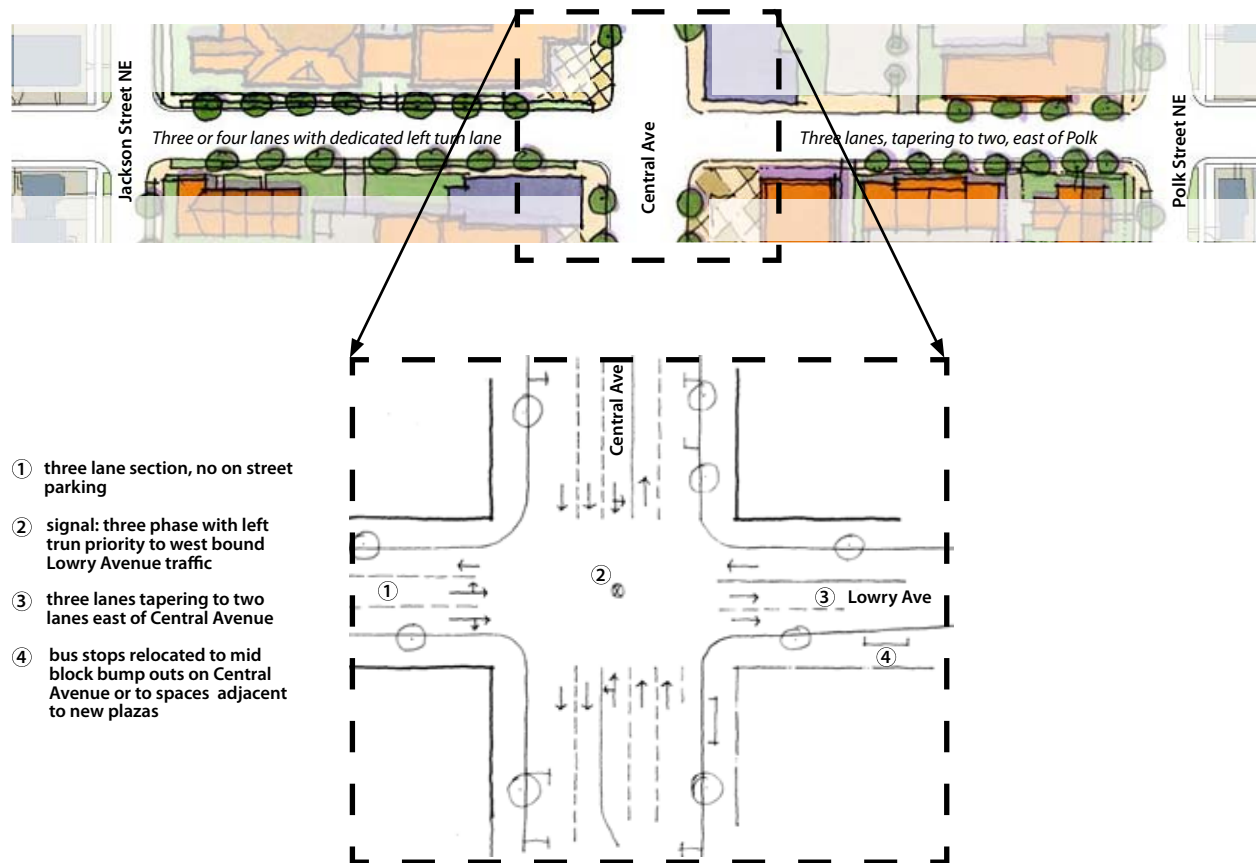 Jackson Street NE
Three or four lanes with dedicated left turn lane
Central Ave
Three lanes, tapering to two, east of Polk
Polk Street NE
Central Ave
① three lane section, no on street
parking
② signal: three phase with left
trun priority to west bound
Lowry Avenue traffic
③ three lanes tapering to two
lanes east of Central Avenue
④ bus stops relocated to mid
block bump outs on Central
Avenue or to spaces adjacent
to new plazas
②
①
③ Lowry Ave
④